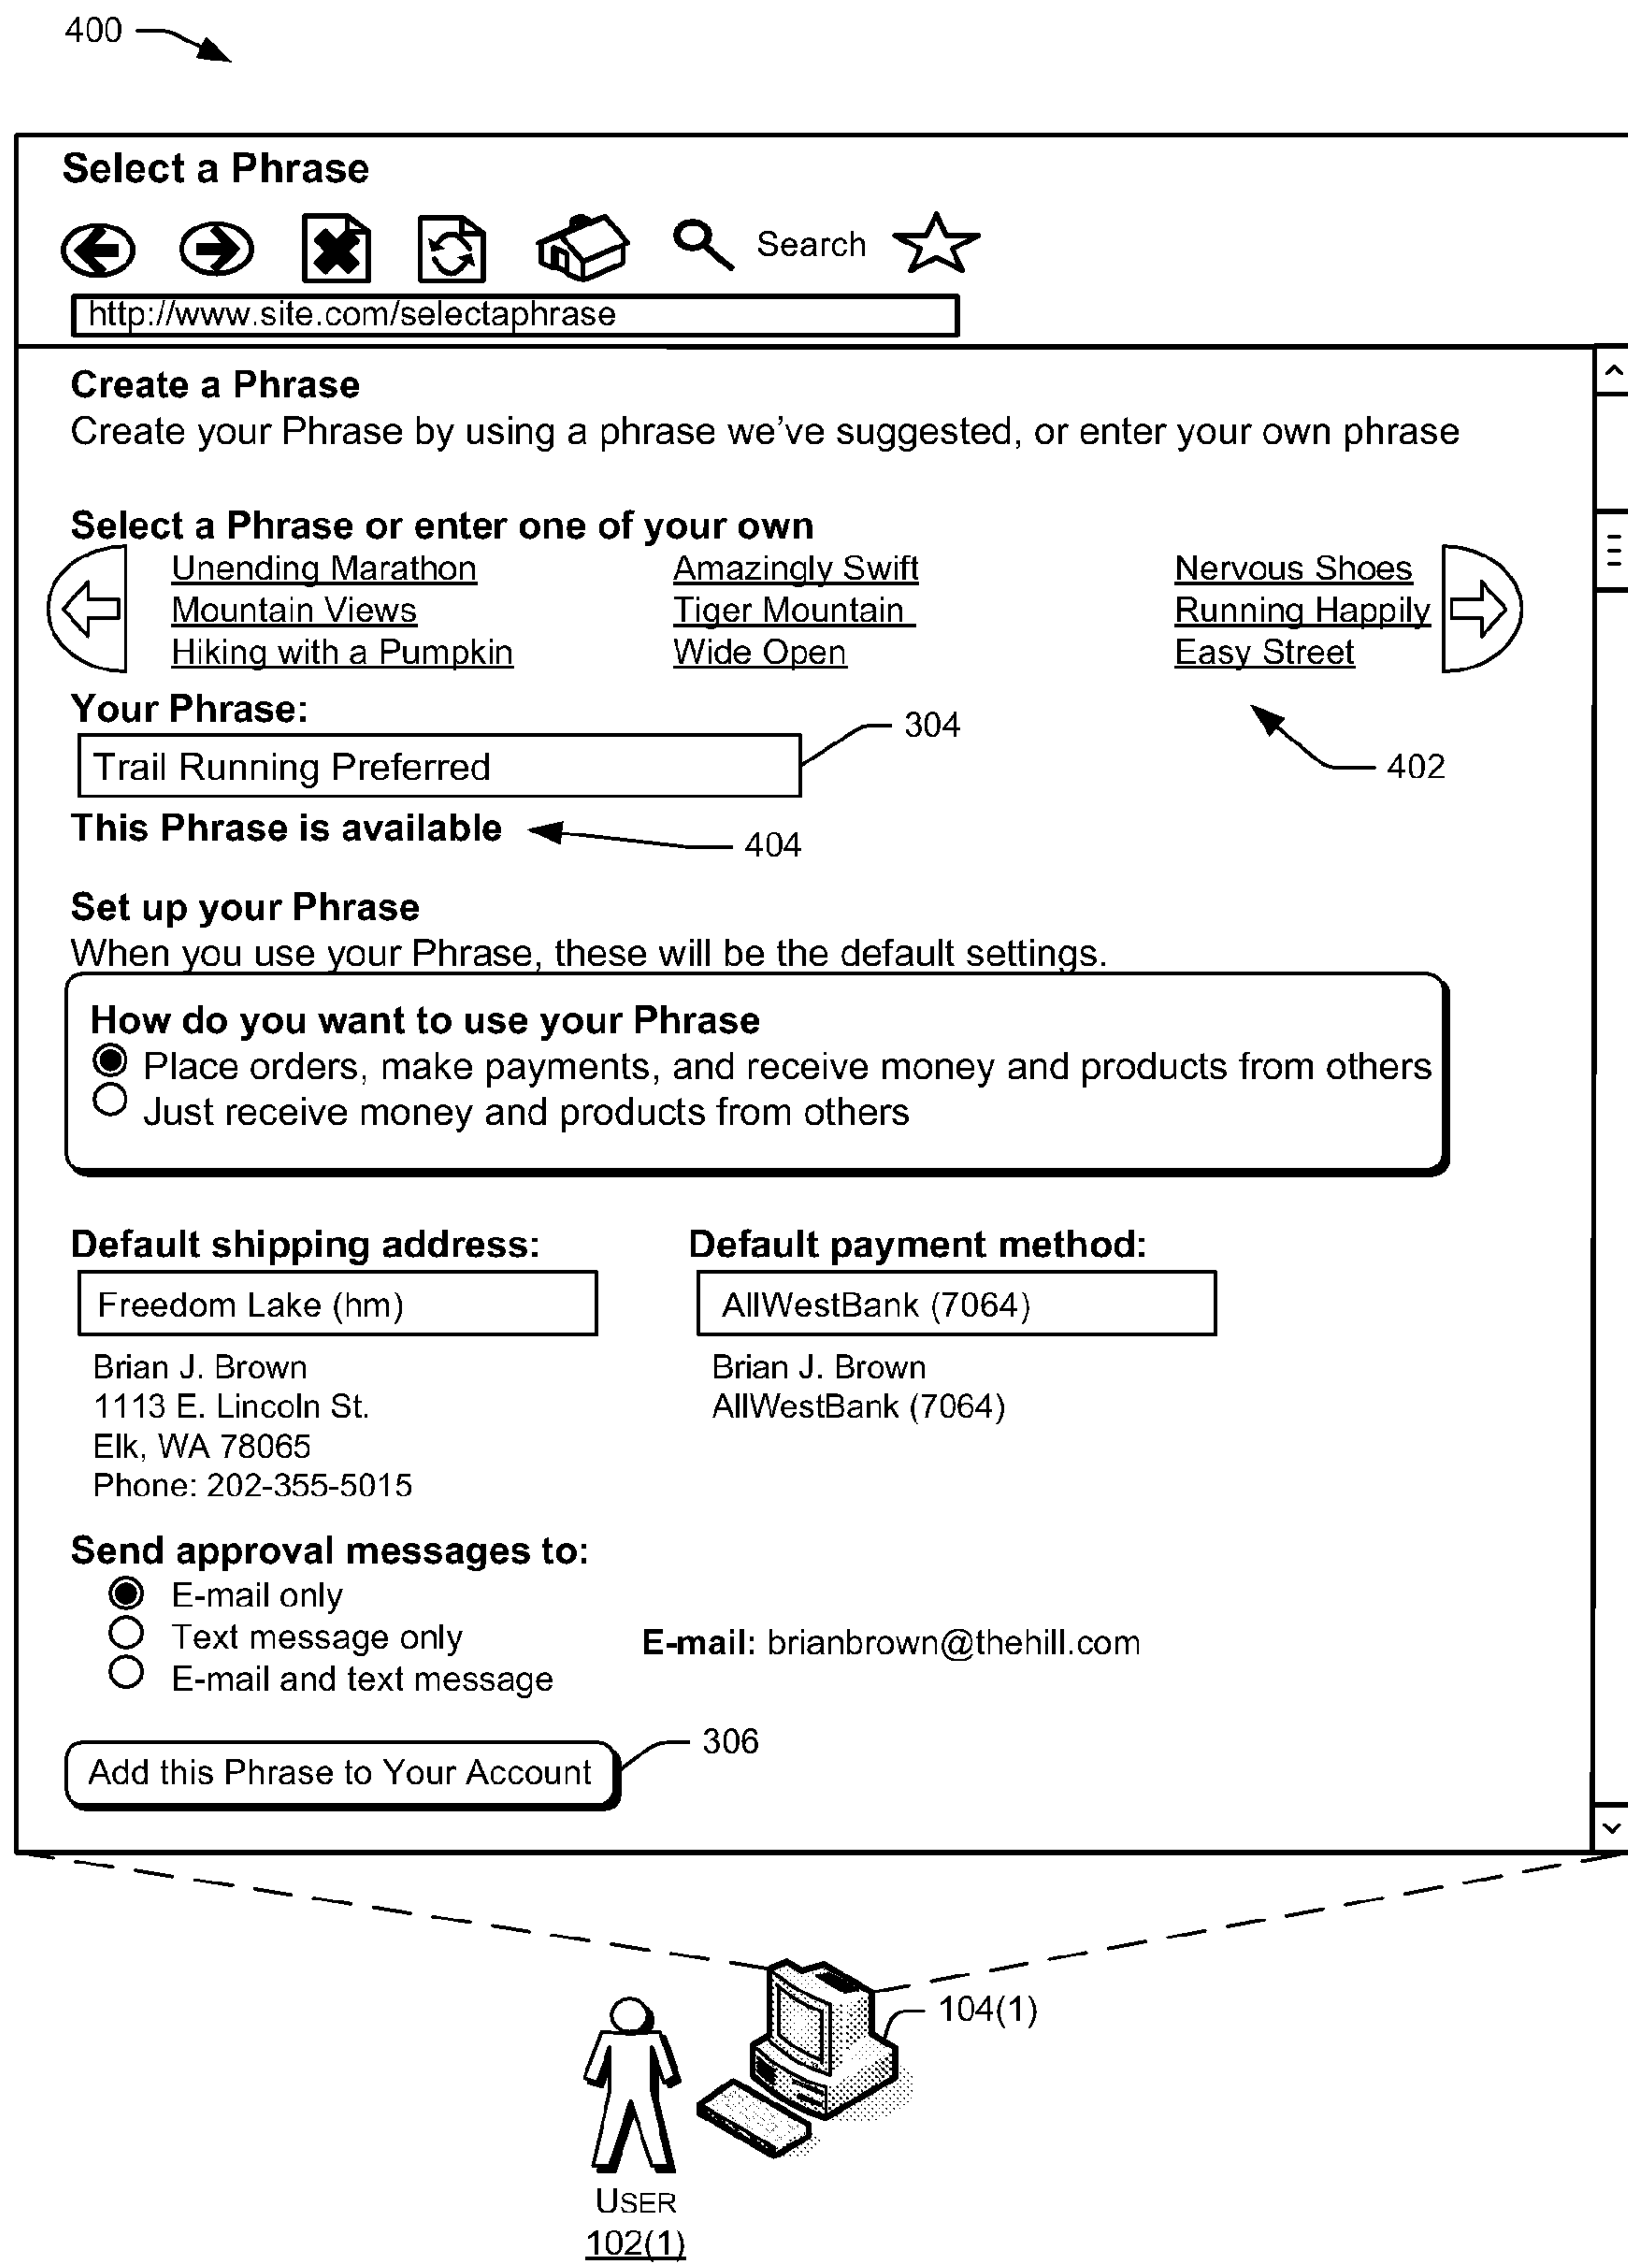 400
Select a Phrase
Search
http://www.site.com/selectaphrase
Create a Phrase
Create your Phrase by using a phrase we've suggested, or enter your own phrase
Select a Phrase or enter one of your own
Unending Marathon Amazingly Swift Nervous Shoes
Mountain Views Tiger Mountain Running Happily
Hiking with a Pumpkin Wide Open Easy Street
Your Phrase:
304
Trail Running Preferred
402
This Phrase is available
404
Set up your Phrase
When you use your Phrase, these will be the default settings.
How do you want to use your Phrase
Place orders, make payments, and receive money and products from others
Just receive money and products from others
Default shipping address: Default payment method:
Freedom Lake (hm) AllWestBank (7064)
Brian J. Brown Brian J. Brown
1113 E. Lincoln St. AllWestBank (7064)
Elk, WA 78065
Phone: 202-355-5015
Send approval messages to:
E-mail only
Text message only E-mail: brianbrown@thehill.com
E-mail and text message
306
Add this Phrase to Your Account
104(1)
USER
102(1)